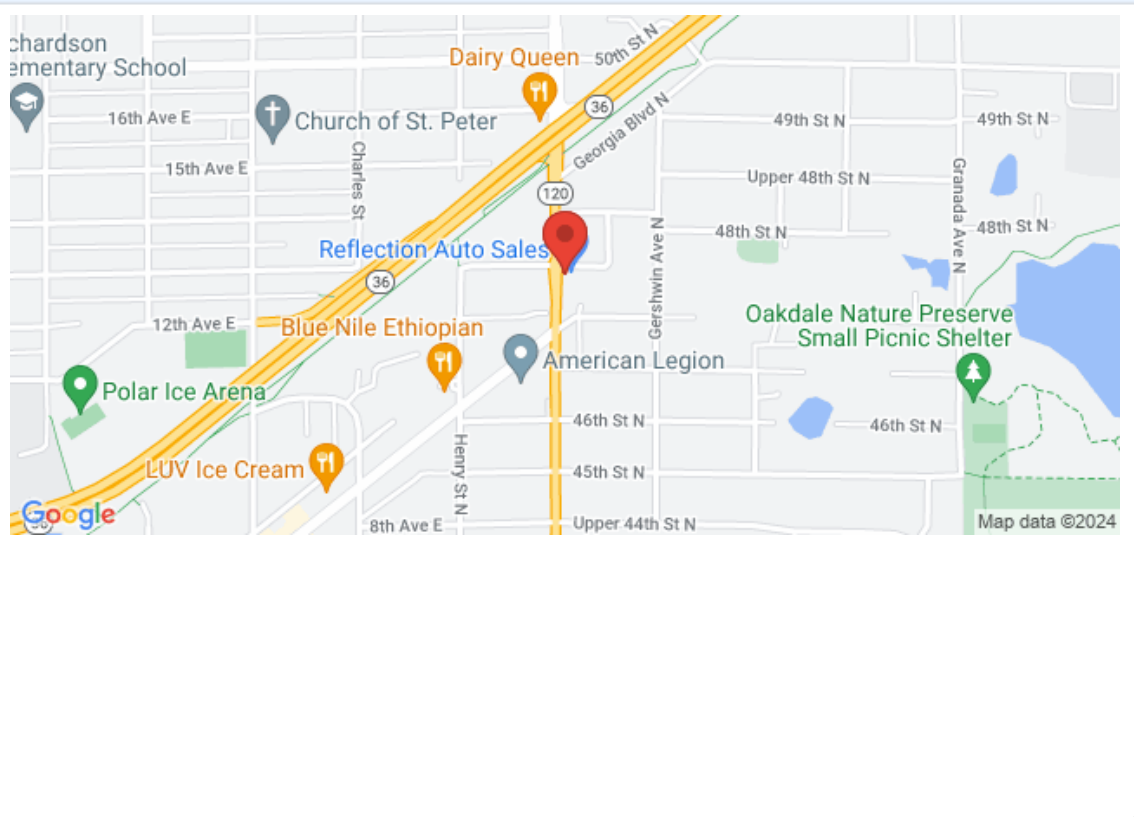 chardson
ementary School
Dairy Queen
50th St N
36
16th Ave E
Church of St. Peter
Georgia Blvd N
49th St N
49th St N
15th Ave E
Charles St
Upper 48th St N
Granada Ave N
120
48th St N
48th St N
Gershwin Ave N
Reflection Auto Sales
36
12th Ave E
Blue Nile Ethiopian
Oakdale Nature Preserve
Small Picnic Shelter
American Legion
Polar Ice Arena
46th St N
46th St N
Henry St N
LUV Ice Cream
45th St N
Google
36
8th Ave E
Upper 44th St N
Map data ©2024